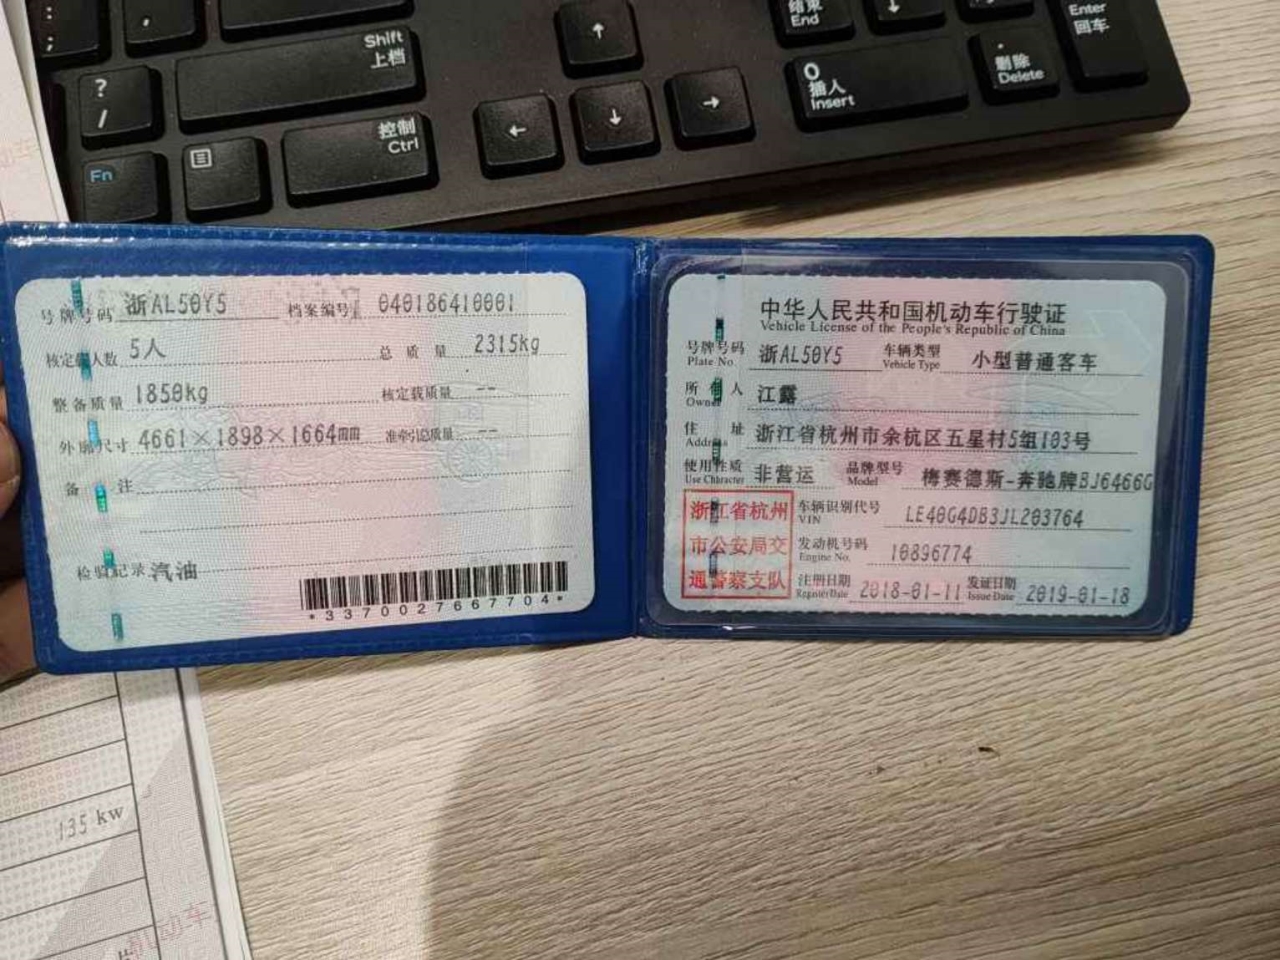 ;
,
结束
End
↑
↓
Enter
回车
Shift
上档
?
/
0
插人
Insert
.
删除
Delete
←
↓
→
控制
Ctrl
Fn
号牌号码 浙AL50Y5 档案编号 040186410001
核定载人数 5人 总质量 2315kg
整备质量 1850kg 核定载质量 --
外廓尺寸 4661×1898×1664mm 准牵引总质量 --
备注
检验记录 汽油
*3370027667704*
中华人民共和国机动车行驶证
Vehicle License of the People's Republic of China
号牌号码 浙AL50Y5 车辆类型 小型普通客车
Plate No. Vehicle Type
所有人 江露
Owner
住址 浙江省杭州市余杭区五星村5组103号
Address
使用性质 非营运 品牌型号 梅赛德斯-奔驰牌BJ6466G
Use Character Model
浙江省杭州
市公安局交
通警察支队
车辆识别代号 LE40G4DB3JL203764
VIN
发动机号码 10896774
Engine No.
注册日期 2018-01-11 发证日期 2019-01-18
Register Date Issue Date
135 kw
机动车
动车